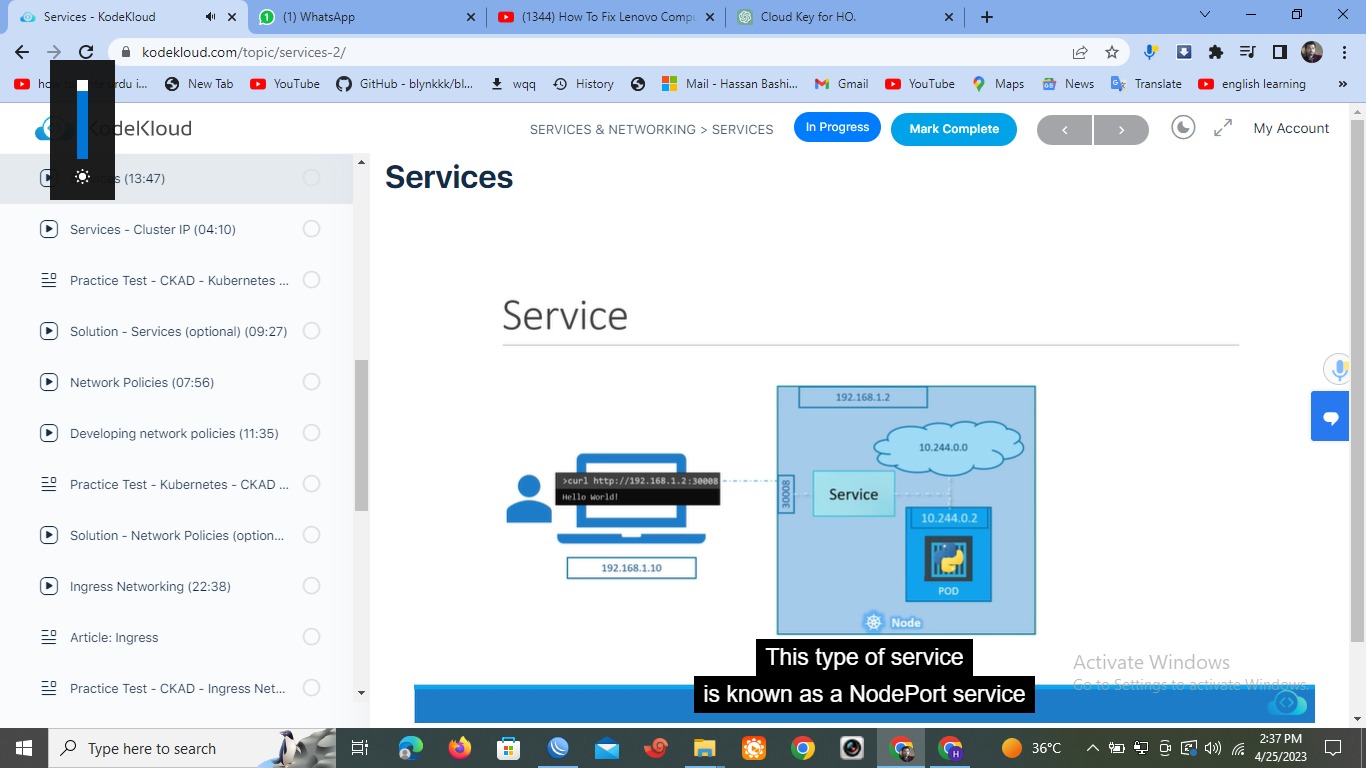 Services - KodeKloud
(1) WhatsApp
(1344) How To Fix Lenovo Compu
Cloud Key for HO.
kodekloud.com/topic/services-2/
urdu i...
New Tab
YouTube
GitHub - blynkkk/bl...
wqq
History
Mail - Hassan Bashi...
Gmail
YouTube
Maps
News
Translate
english learning
»
KodeKloud
SERVICES & NETWORKING > SERVICES
In Progress
Mark Complete
<
>
My Account
(13:47)
Services - Cluster IP (04:10)
Practice Test - CKAD - Kubernetes ...
Solution - Services (optional) (09:27)
Network Policies (07:56)
Developing network policies (11:35)
Practice Test - Kubernetes - CKAD ...
Solution - Network Policies (option...
Ingress Networking (22:38)
Article: Ingress
Practice Test - CKAD - Ingress Net...
Services
Service
192.168.1.2
10.244.0.0
>curl http://192.168.1.2:30008
Hello World!
30008
Service
10.244.0.2
POD
192.168.1.10
Node
This type of service
is known as a NodePort service
Activate Windows
Go to Settings to activate Windows.
Type here to search
36°C
2:37 PM
4/25/2023